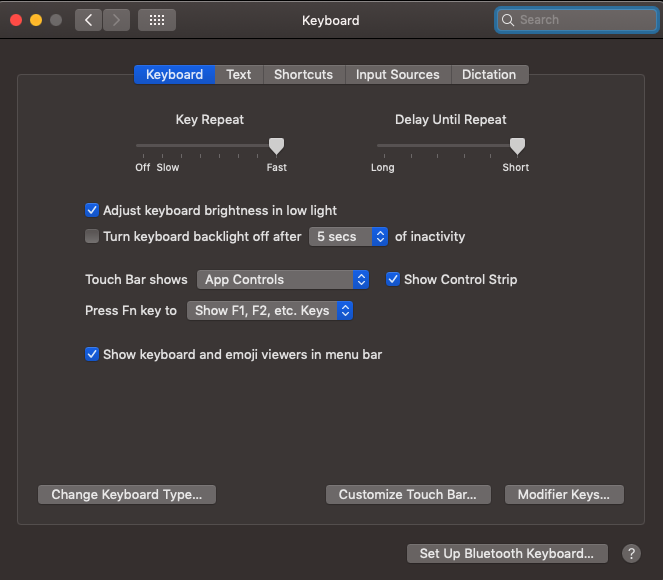 Keyboard
Search
Keyboard Text Shortcuts Input Sources Dictation
Key Repeat Delay Until Repeat
Off Slow Fast Long Short
Adjust keyboard brightness in low light
Turn keyboard backlight off after 5 secs of inactivity
Touch Bar shows App Controls Show Control Strip
Press Fn key to Show F1, F2, etc. Keys
Show keyboard and emoji viewers in menu bar
Change Keyboard Type... Customize Touch Bar... Modifier Keys...
Set Up Bluetooth Keyboard... ?